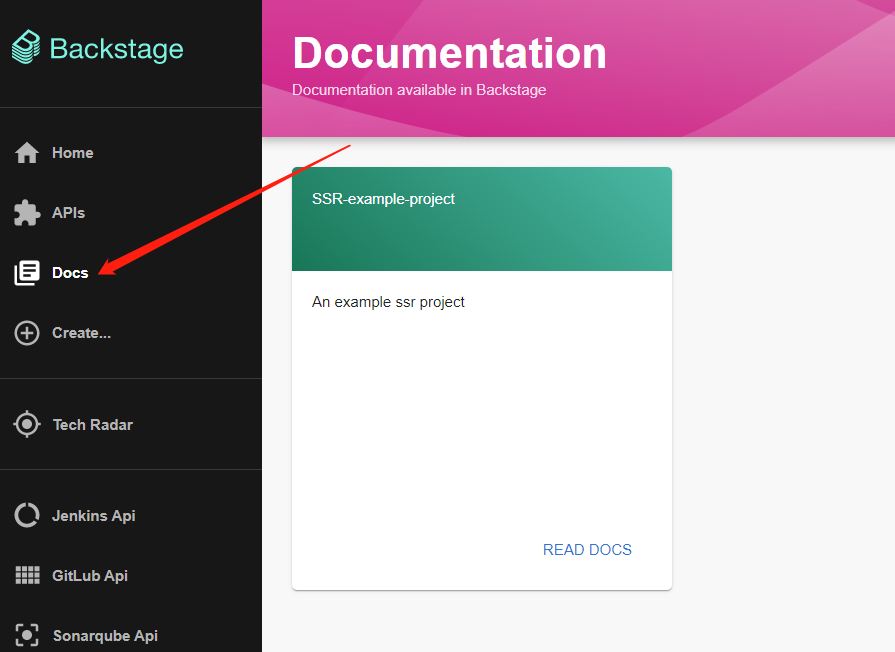 Backstage
Home
APIs
Docs
Create...
Tech Radar
Jenkins Api
GitLub Api
Sonarqube Api
Documentation
Documentation available in Backstage
SSR-example-project
An example ssr project
READ DOCS